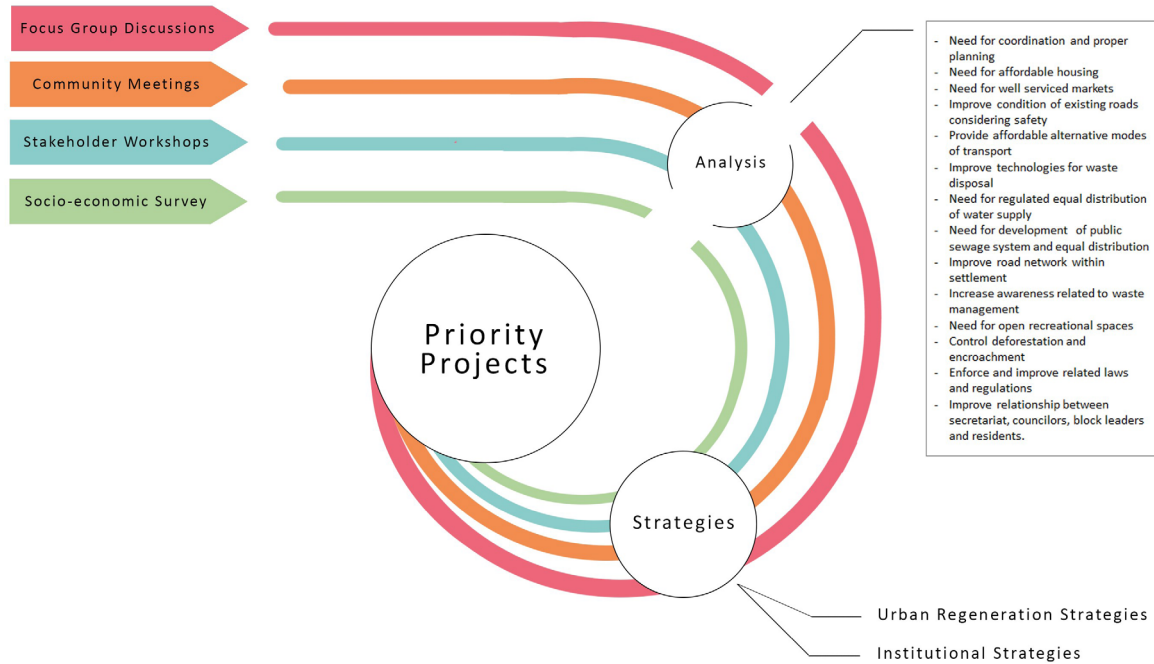 Focus Group Discussions
Community Meetings
Stakeholder Workshops
Socio-economic Survey
Analysis
- Need for coordination and proper
planning
- Need for affordable housing
- Need for well serviced markets
- Improve condition of existing roads
considering safety
- Provide affordable alternative modes
of transport
- Improve technologies for waste
disposal
- Need for regulated equal distribution
of water supply
- Need for development of public
sewage system and equal distribution
- Improve road network within
settlement
- Increase awareness related to waste
management
- Need for open recreational spaces
- Control deforestation and
encroachment
- Enforce and improve related laws
and regulations
- Improve relationship between
secretariat, councilors, block leaders
and residents.
Priority
Projects
Strategies
Urban Regeneration Strategies
Institutional Strategies